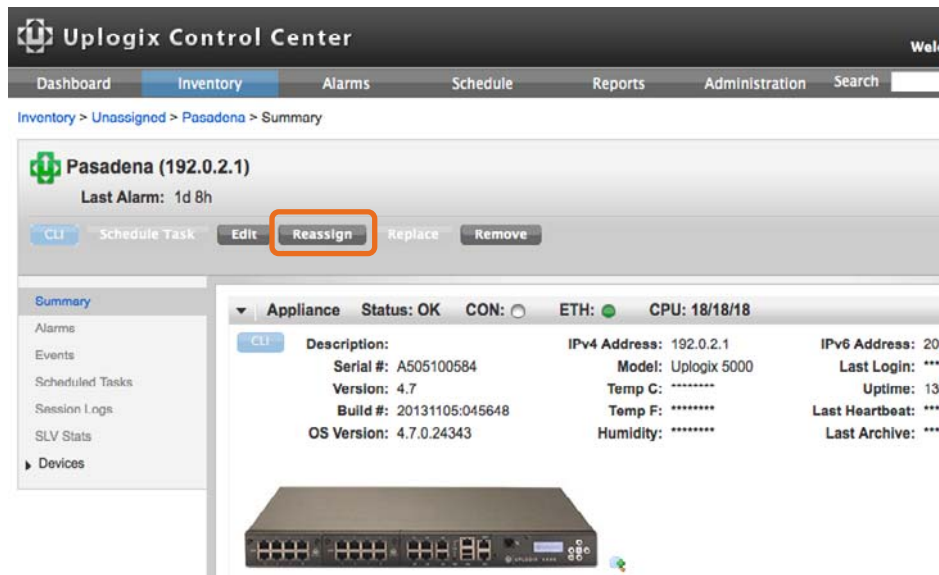 Uplogix Control Center
Dashboard Inventory Alarms Schedule Reports Administration Search
Inventory > Unassigned > Pasadena > Summary
Pasadena (192.0.2.1)
Last Alarm: 1d 8h
CLI Schedule Task Edit Reassign Replace Remove
Summary
Alarms
Events
Scheduled Tasks
Session Logs
SLV Stats
Devices
Appliance Status: OK CON: ETH: CPU: 18/18/18
CLI
Description: IPv4 Address: 192.0.2.1 IPv6 Address: 20
Serial #: A505100584 Model: Uplogix 5000 Last Login: ***
Version: 4.7 Temp C: ******** Uptime: 13
Build #: 20131105:045648 Temp F: ******** Last Heartbeat: ***
OS Version: 4.7.0.24343 Humidity: ******** Last Archive: ***